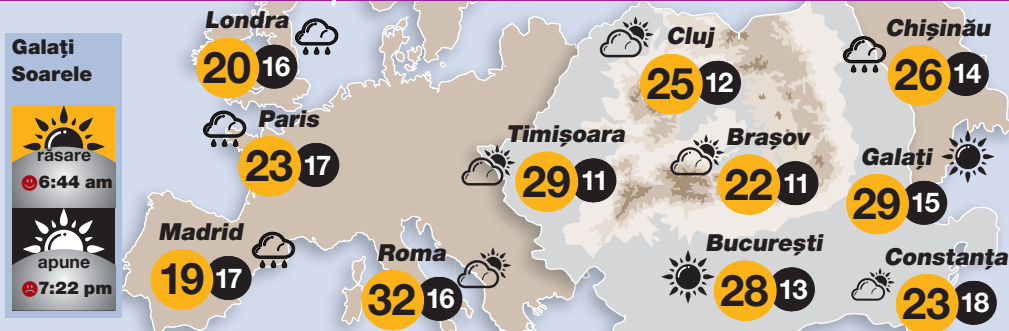 Galați
Soarele
răsare
6:44 am
apune
7:22 pm
Londra
20 16
Paris
23 17
Madrid
19 17
Roma
32 16
Timișoara
29 11
Cluj
25 12
Brașov
22 11
București
28 13
Chișinău
26 14
Galați
29 15
Constanța
23 18